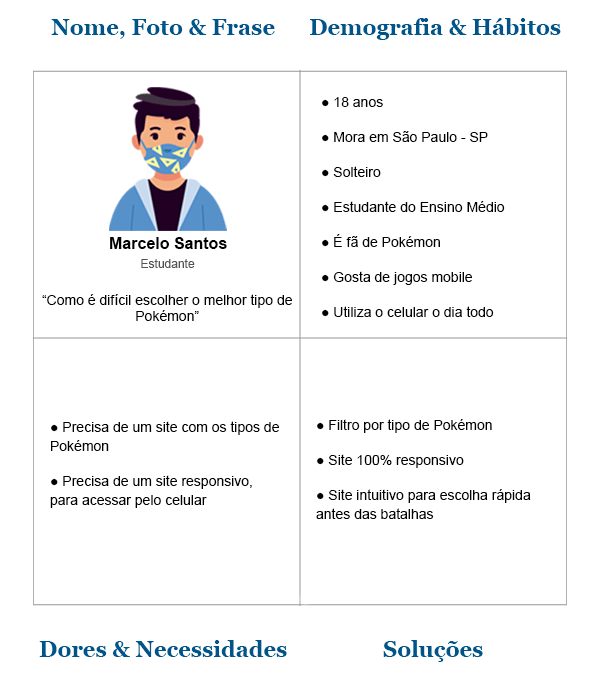 Nome, Foto & Frase
Demografia & Hábitos
Marcelo Santos
Estudante
“Como é difícil escolher o melhor tipo de
Pokémon”
● 18 anos
● Mora em São Paulo - SP
● Solteiro
● Estudante do Ensino Médio
● É fã de Pokémon
● Gosta de jogos mobile
● Utiliza o celular o dia todo
● Precisa de um site com os tipos de
Pokémon
● Precisa de um site responsivo,
para acessar pelo celular
● Filtro por tipo de Pokémon
● Site 100% responsivo
● Site intuitivo para escolha rápida
antes das batalhas
Dores & Necessidades
Soluções